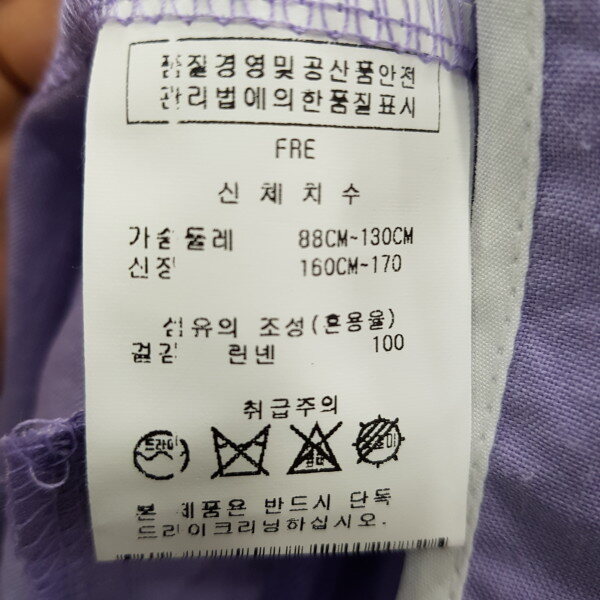 품질경영및공산품안전
관리법에의한품질표시
FRE
신체치수
가슴둘레 88CM~130CM
신장 160CM~170
섬유의 조성(혼용율)
겉감 린넨 100
취급주의
드라이
본 제품은 반드시 단독
드라이크리닝하십시오.